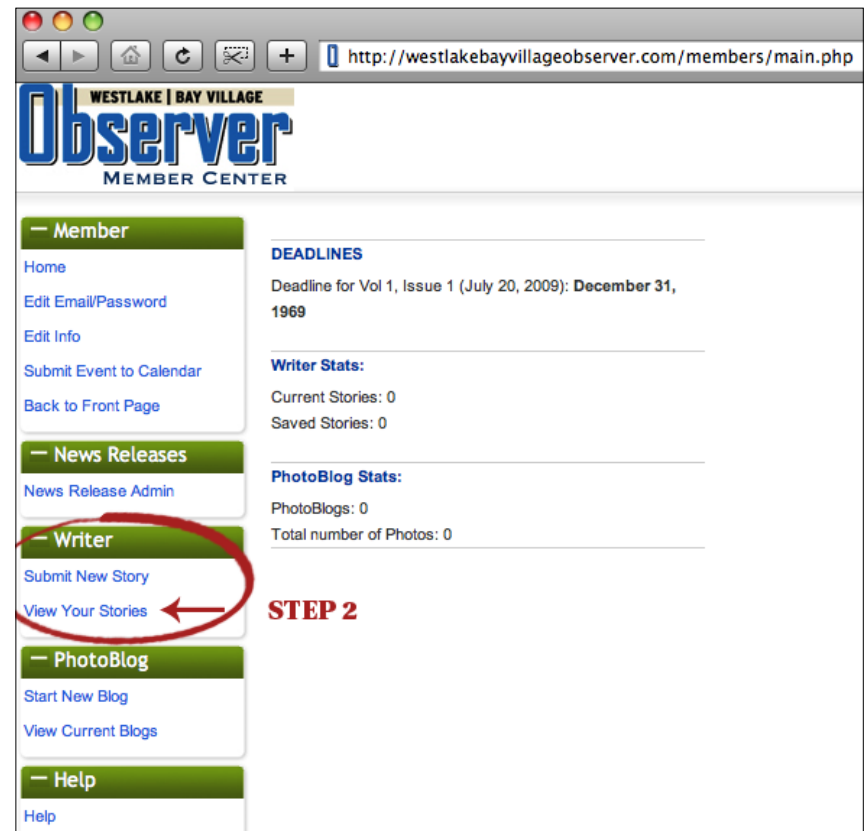 http://westlakebayvillageobserver.com/members/main.php
WESTLAKE | BAY VILLAGE
Observer
MEMBER CENTER
— Member
Home
Edit Email/Password
Edit Info
Submit Event to Calendar
Back to Front Page
— News Releases
News Release Admin
— Writer
Submit New Story
View Your Stories
— PhotoBlog
Start New Blog
View Current Blogs
— Help
Help
DEADLINES
Deadline for Vol 1, Issue 1 (July 20, 2009): December 31,
1969
Writer Stats:
Current Stories: 0
Saved Stories: 0
PhotoBlog Stats:
PhotoBlogs: 0
Total number of Photos: 0
STEP 2